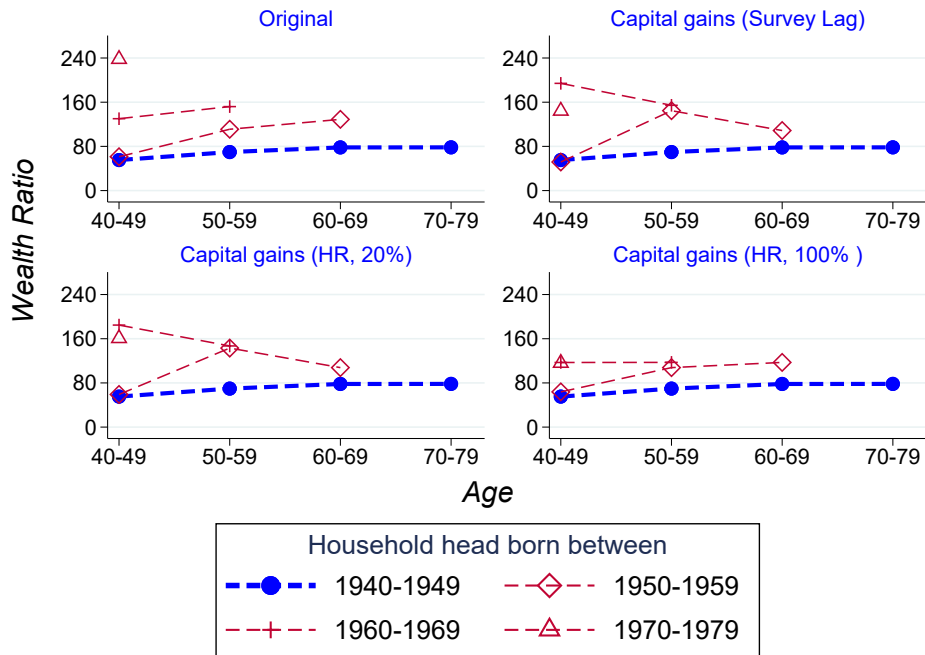 Original
Capital gains (Survey Lag)
240
160
80
0
40-49 50-59 60-69 70-79
240
160
80
0
40-49 50-59 60-69 70-79
Capital gains (HR, 20%)
Capital gains (HR, 100% )
240
160
80
0
40-49 50-59 60-69 70-79
240
160
80
0
40-49 50-59 60-69 70-79
Wealth Ratio
Age
Household head born between
1940-1949 1950-1959
1960-1969 1970-1979